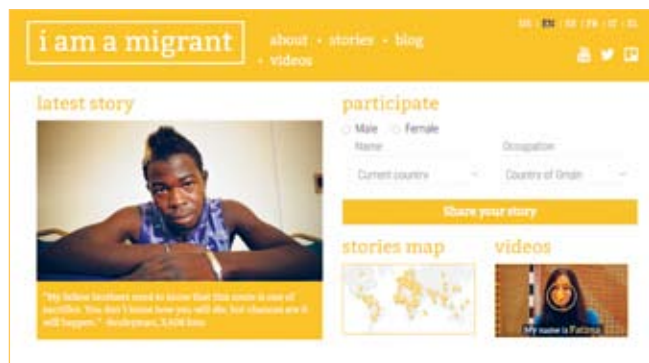 EN
i am a migrant
about • stories • blog
• videos
latest story
participate
Male Female
Name Occupation
Current country Country of Origin
Share your story
stories map videos
"My fellow brothers need to know that this route is one of
sacrifice. You don't know how you will die, but chances are it
will happen."
My name is Fatima